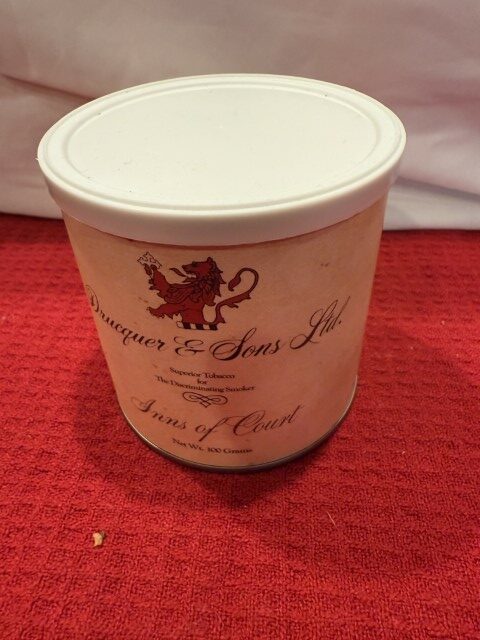 Drucquer & Sons Ltd.
Superior Tobacco
for
The Discriminating Smoker
Inns of Court
Net Wt. 100 Grams